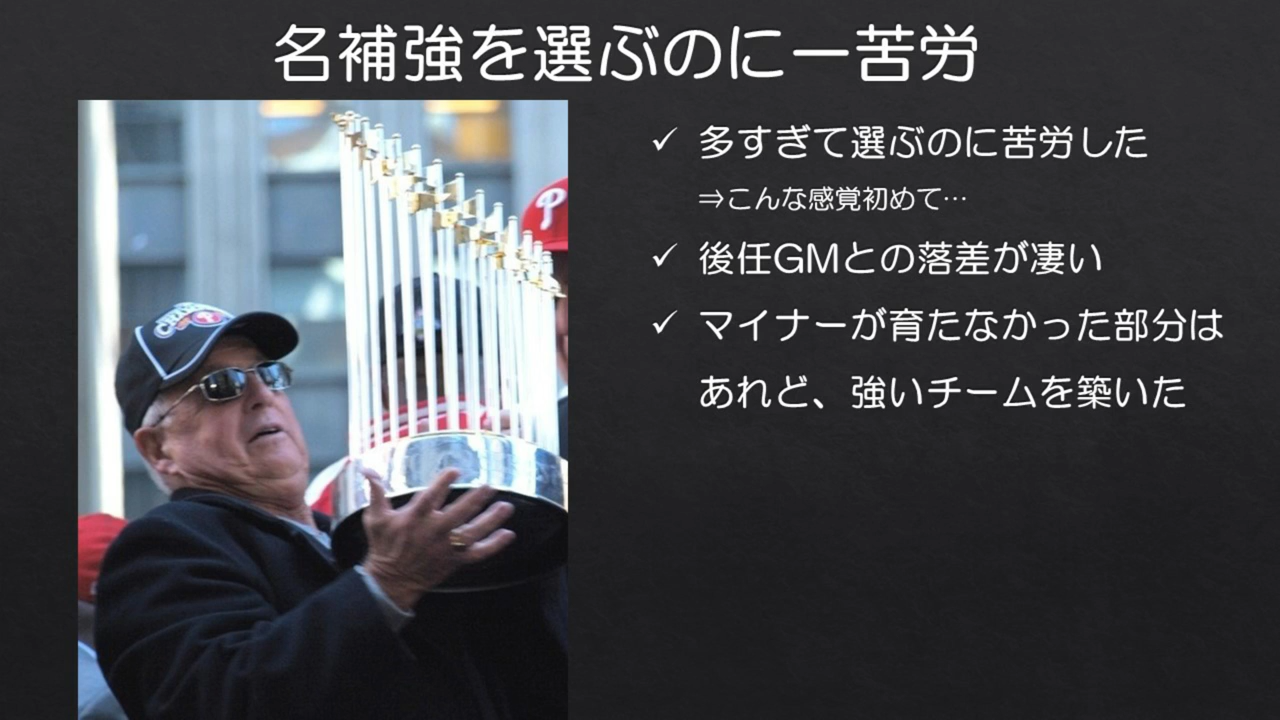 名補強を選ぶのに一苦労
✓ 多すぎて選ぶのに苦労した
⇒こんな感覚初めて…
✓ 後任GMとの落差が凄い
✓ マイナーが育たなかった部分は
あれど、強いチームを築いた
P